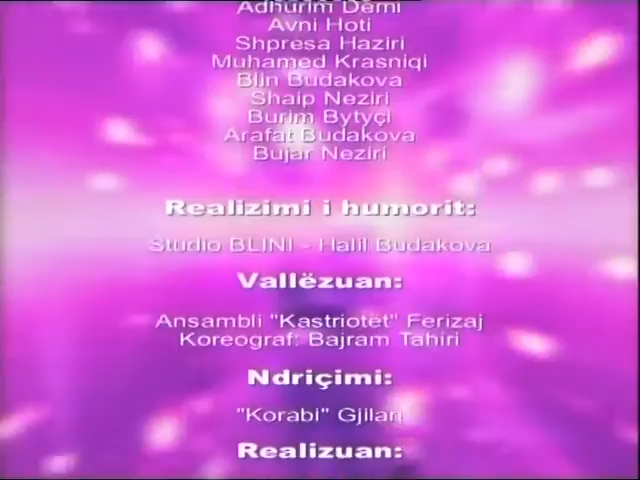 Adhurim Demi
Avni Hoti
Shpresa Haziri
Muhamed Krasniqi
Blin Budakova
Shaip Neziri
Burim Bytyçi
Arafat Budakova
Bujar Neziri
Realizimi i humorit:
Studio BLINI - Halil Budakova
Vallëzuan:
Ansambli "Kastriotët" Ferizaj
Koreograf: Bajram Tahiri
Ndriçimi:
"Korabi" Gjilan
Realizuan: